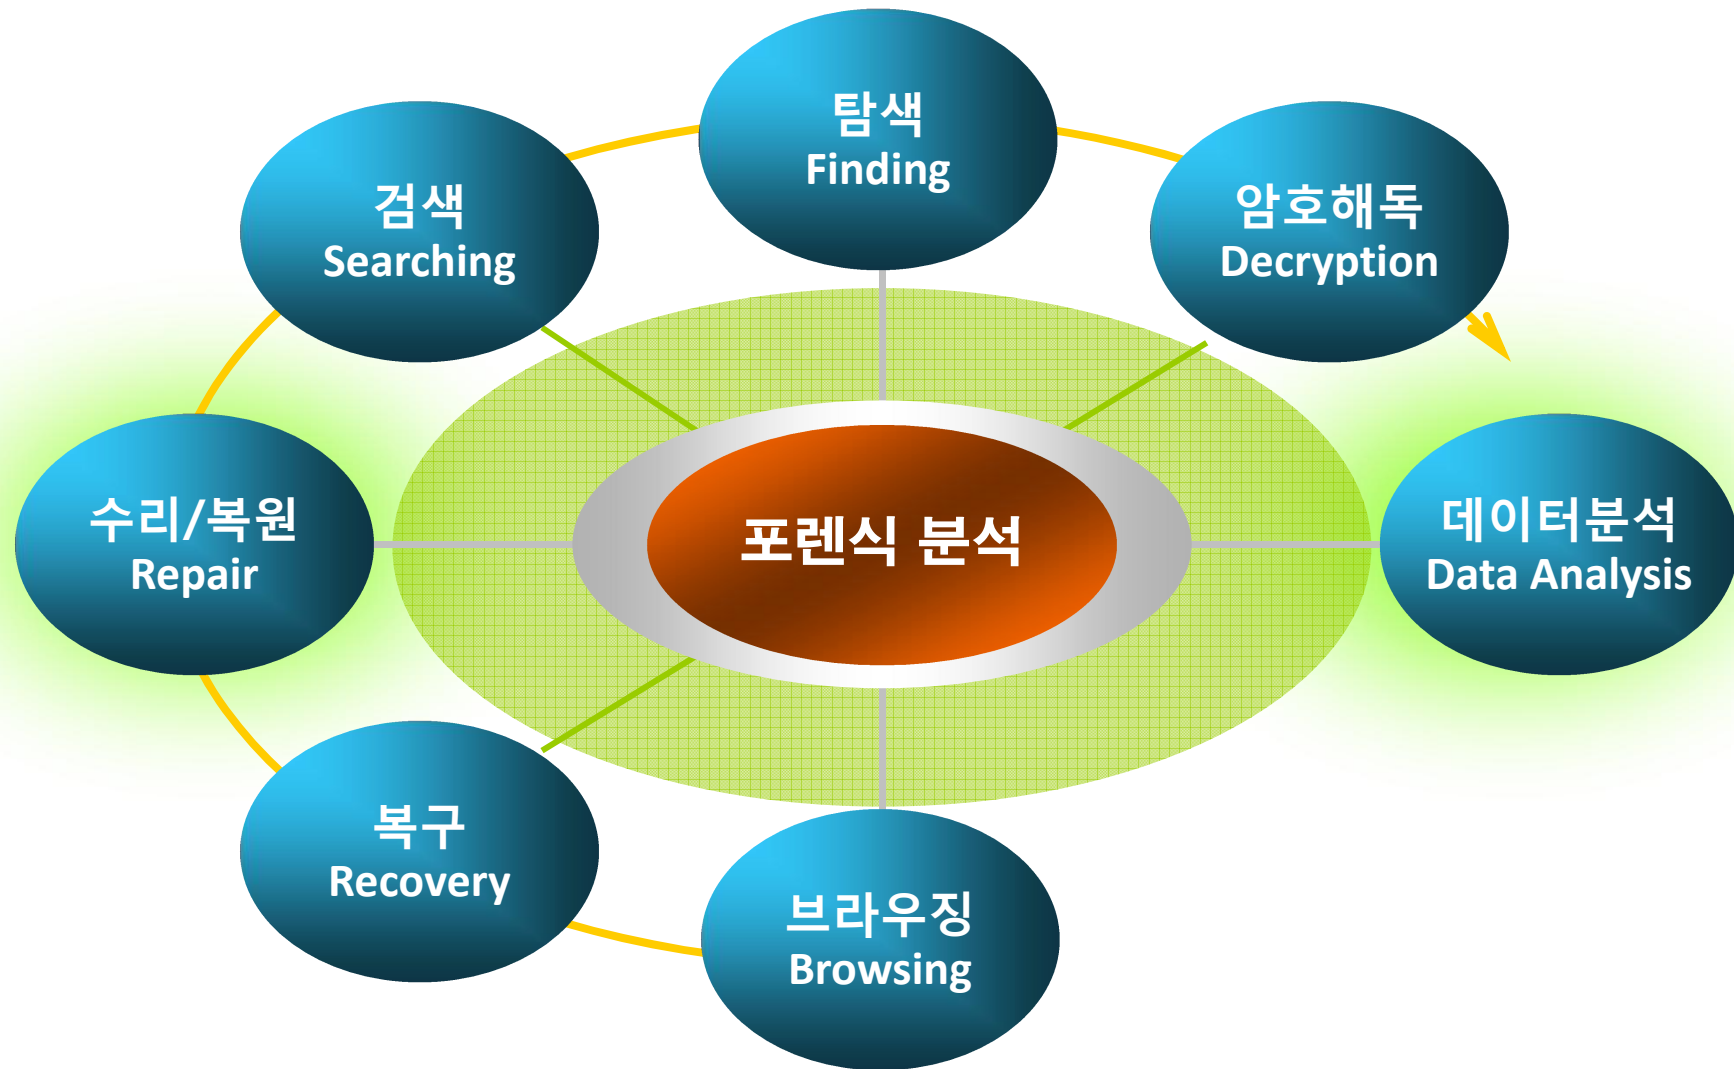 탐색
Finding
검색
Searching
암호해독
Decryption
수리/복원
Repair
포렌식 분석
데이터분석
Data Analysis
복구
Recovery
브라우징
Browsing